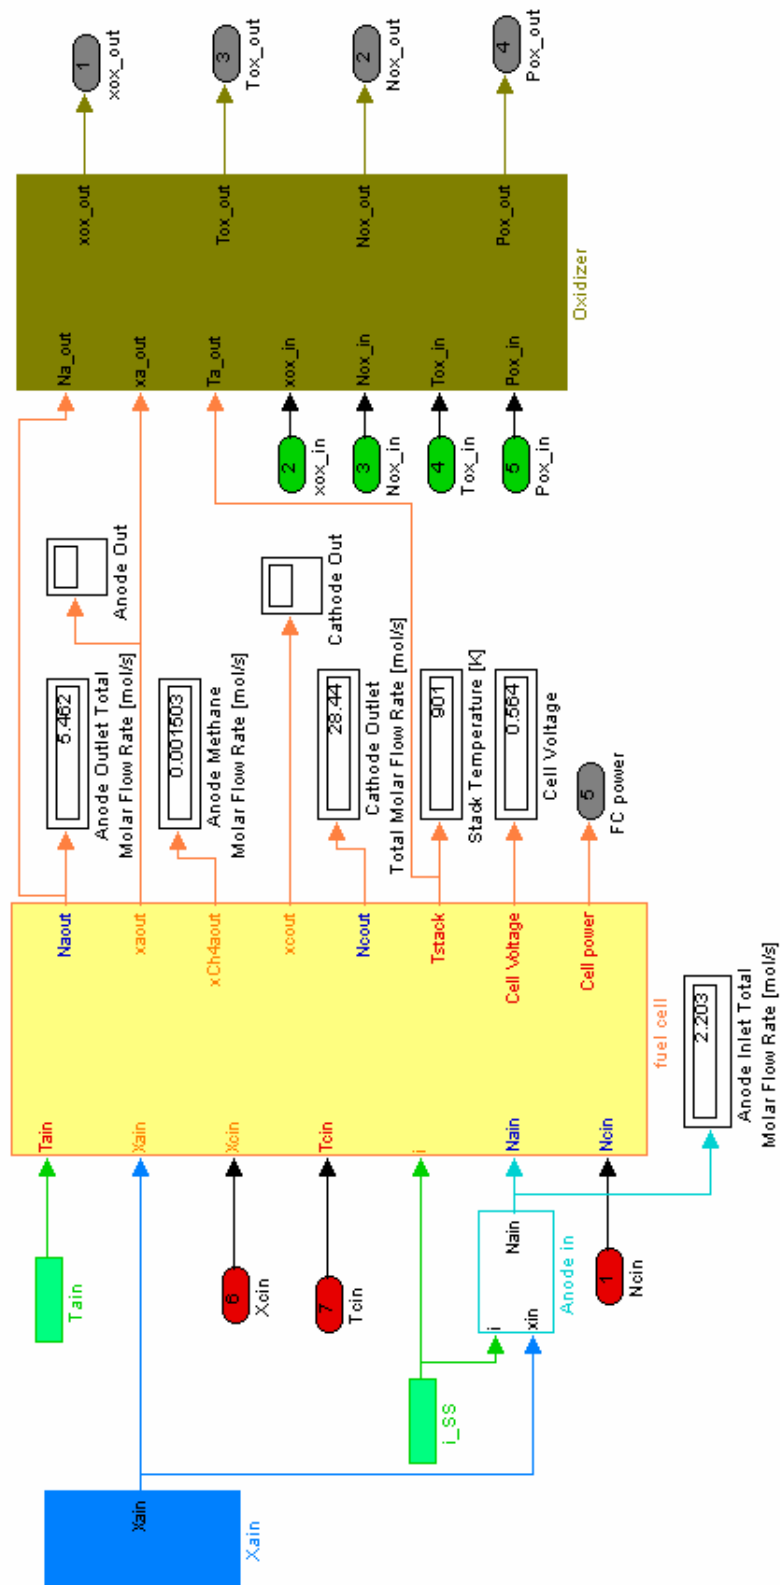 Xain
Xain
Tain
6
Xcin
7
Tcin
i_SS
i
xin
Nain
Anode in
1
Ncin
2.203
Anode Inlet Total
Molar Flow Rate [mol/s]
Tain
Xain
Xcin
Tcin
i
Nain
Ncin
Naout
xaout
xCh4aout
xcout
Ncout
Tstack
Cell Voltage
Cell power
fuel cell
5.462
Anode Outlet Total
Molar Flow Rate [mol/s]
Anode Out
0.001503
Anode Methane
Molar Flow Rate [mol/s]
Cathode Out
28.44
Cathode Outlet
Total Molar Flow Rate [mol/s]
901
Stack Temperature [K]
0.564
Cell Voltage
5
FC power
2
xox_in
3
Nox_in
4
Tox_in
5
Pox_in
Na_out
xa_out
Ta_out
xox_in
Nox_in
Tox_in
Pox_in
xox_out
Tox_out
Nox_out
Pox_out
Oxidizer
1
xox_out
3
Tox_out
2
Nox_out
4
Pox_out